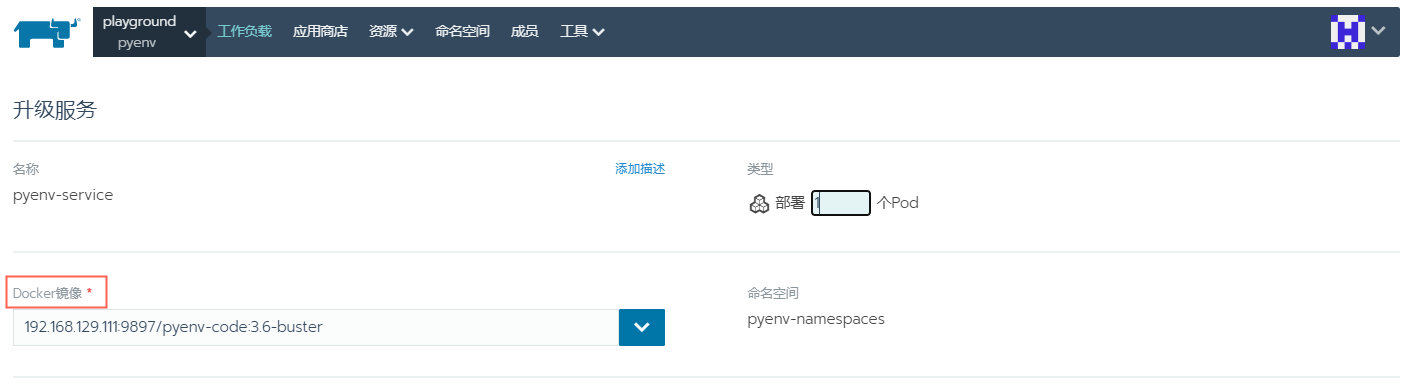 playground
pyenv
工作负载 应用商店 资源 命名空间 成员 工具
升级服务
名称 添加描述 类型
pyenv-service
部署 1 个Pod
Docker镜像 * 命名空间
192.168.129.111:9897/pyenv-code:3.6-buster
pyenv-namespaces